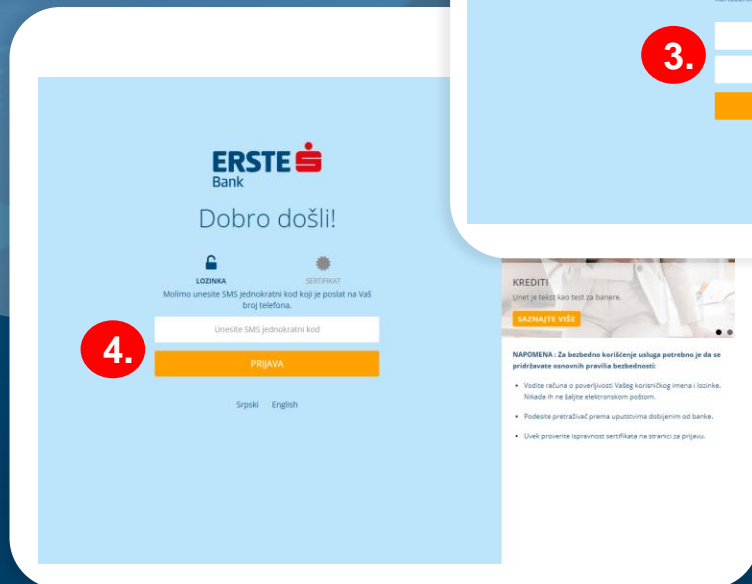 3.
ERSTE
Bank
Dobro došli!
LOZINKA
SERTIFIKAT
Molimo unesite SMS jednokratni kod koji je poslat na Vaš
broj telefona.
Unesite SMS jednokratni kod
4.
PRIJAVA
Srpski English
KREDITI
Unet je tekst kao test za banere.
SAZNAJTE VIŠE
NAPOMENA : Za bezbedno korišćenje usluga potrebno je da se
pridržavate osnovnih pravilia bezbednosti:
• Vodite računa o poverljivosti Vašeg korisničkog imena i lozinke.
Nikada ih ne šaljite elektronskom poštom.
• Podesite pretraživač prema uputstvima dobijenim od banke.
• Uvek proverite ispravnost sertifikata na stranici za prijavu.